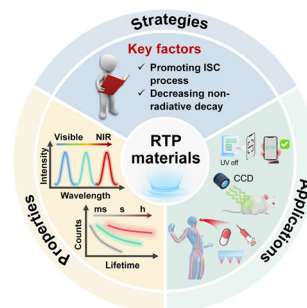 Strategies
Key factors
✓ Promoting ISC
process
✓ Decreasing non-
radiative decay
Visible NIR
Intensity
Wavelength
RTP
materials
UV off
CCD
ms s h
Counts
Lifetime
Properties
Applications